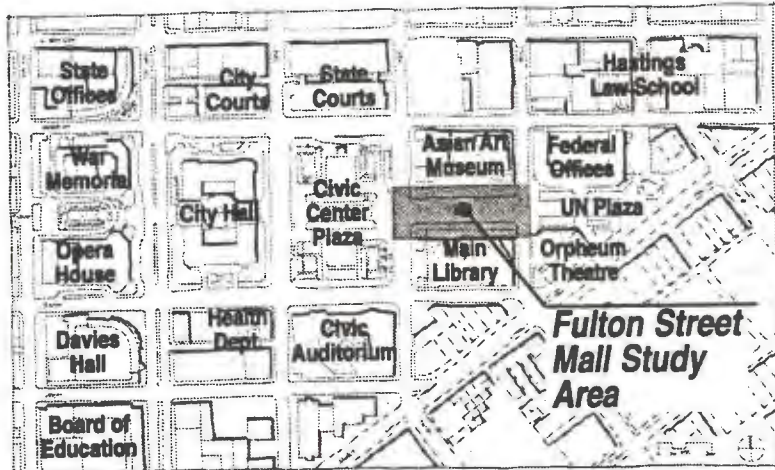 State
Offices
City
Courts
State
Courts
Hastings
Law School
War
Memorial
City Hall
Civic
Center
Plaza
Asian Art
Museum
Federal
Offices
UN Plaza
Opera
House
Main
Library
Orpheum
Theatre
Davies
Hall
Health
Dept
Civic
Auditorium
Fulton Street
Mall Study
Area
Board of
Education